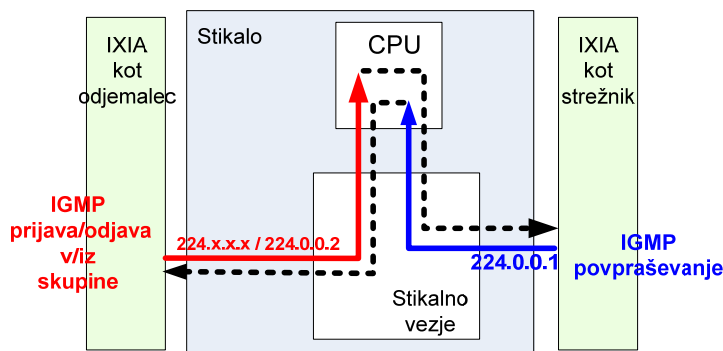 IXIA
kot
odjemalec
Stikalo
CPU
IXIA
kot
strežnik
IGMP
prijava/odjava
v/iz
skupine
224.x.x.x / 224.0.0.2
224.0.0.1
IGMP
povpraševanje
Stikalno
vezje